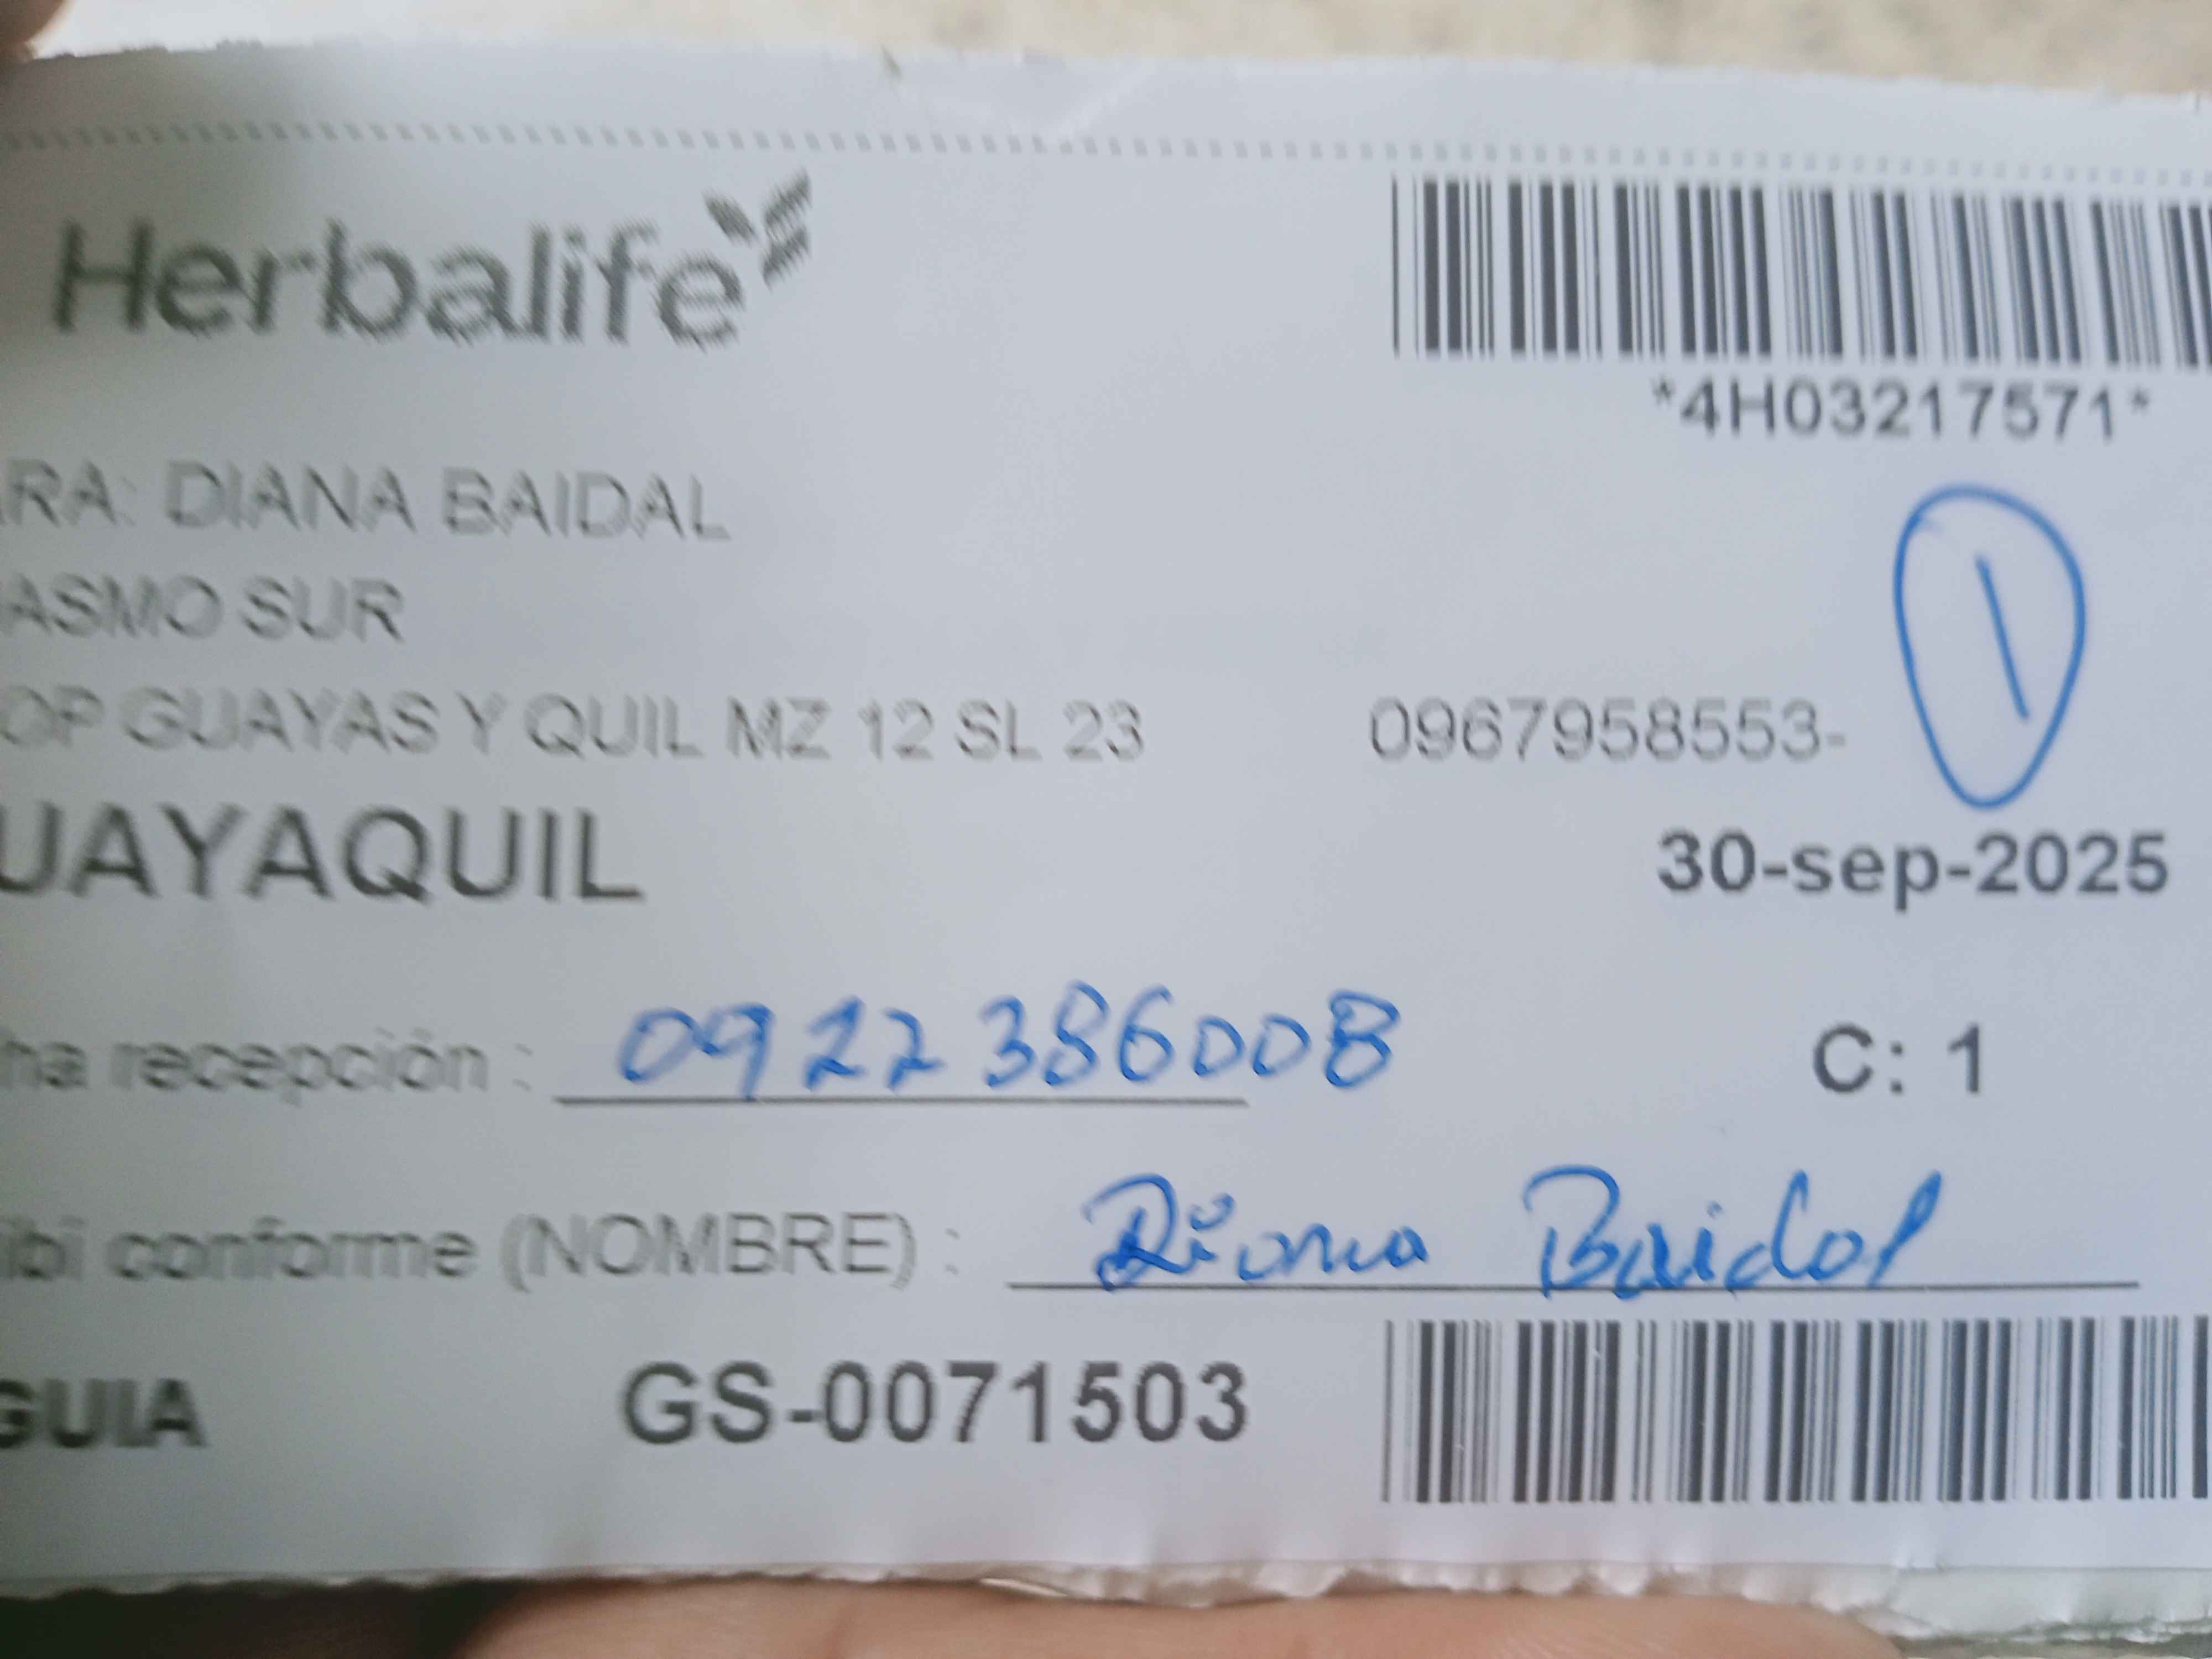 Herbalife
*4H03217571*
RA: DIANA BAIDAL
ASMO SUR
OP GUAYAS Y QUIL MZ 12 SL 23 0967958553-
1
UAYAQUIL 30-sep-2025
ha recepción : 0922386008 C: 1
ibi conforme (NOMBRE) : Diana Baidal
GUIA GS-0071503